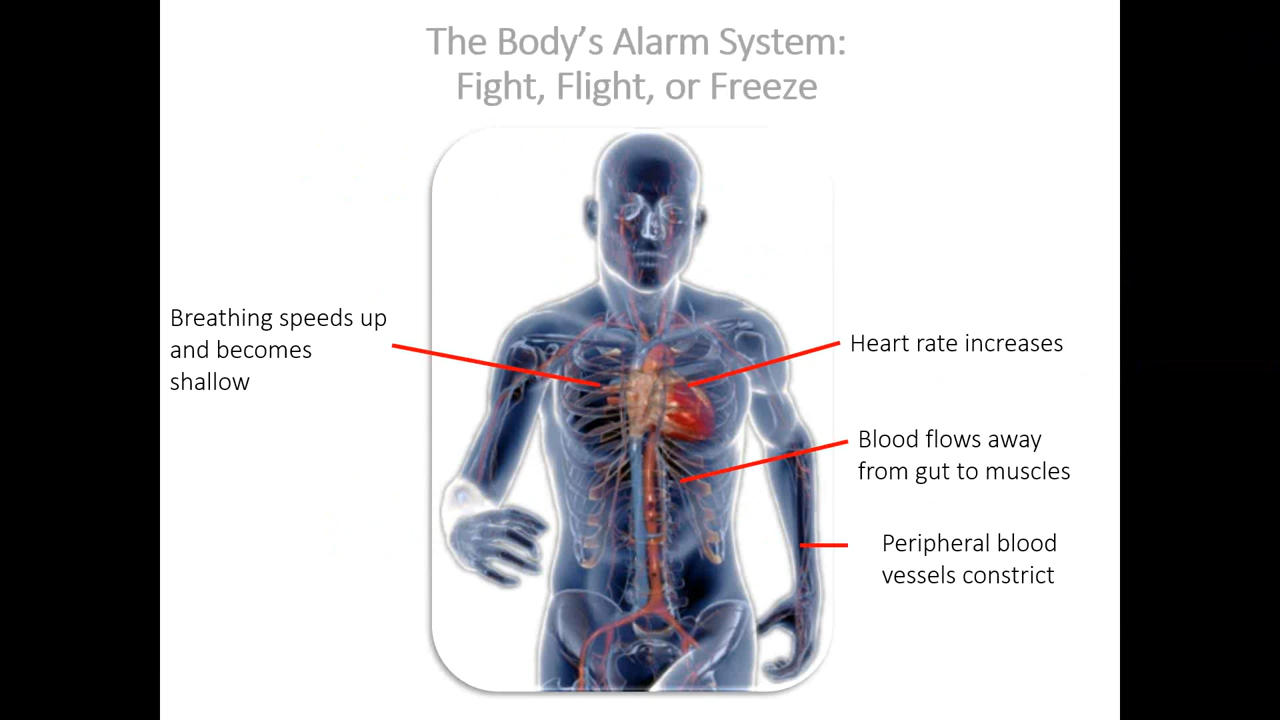 The Body’s Alarm System:
Fight, Flight, or Freeze
Breathing speeds up
and becomes
shallow
Heart rate increases
Blood flows away
from gut to muscles
Peripheral blood
vessels constrict